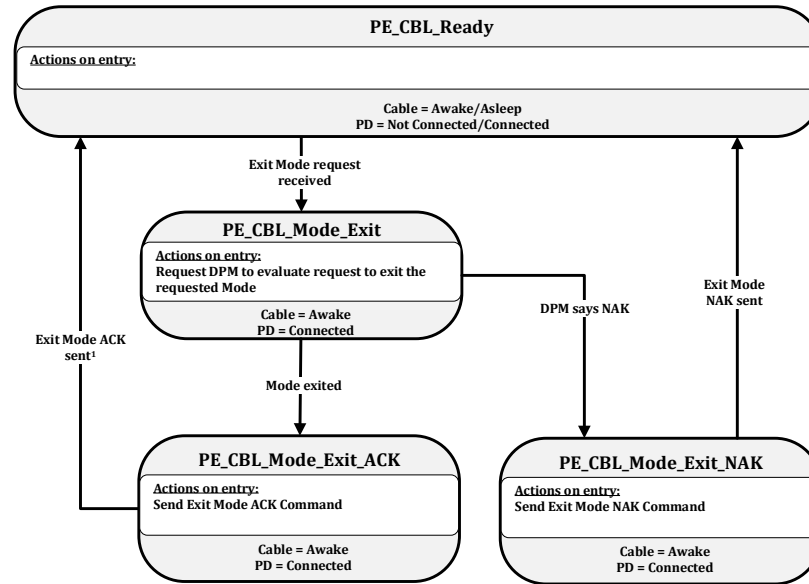 PE_CBL_Ready
Actions on entry:
Cable = Awake/Asleep
PD = Not Connected/Connected
Exit Mode request
received
PE_CBL_Mode_Exit
Actions on entry:
Request DPM to evaluate request to exit the
requested Mode
Cable = Awake
PD = Connected
Exit Mode ACK
sent¹
DPM says NAK
Exit Mode
NAK sent
Mode exited
PE_CBL_Mode_Exit_ACK
Actions on entry:
Send Exit Mode ACK Command
Cable = Awake
PD = Connected
PE_CBL_Mode_Exit_NAK
Actions on entry:
Send Exit Mode NAK Command
Cable = Awake
PD = Connected